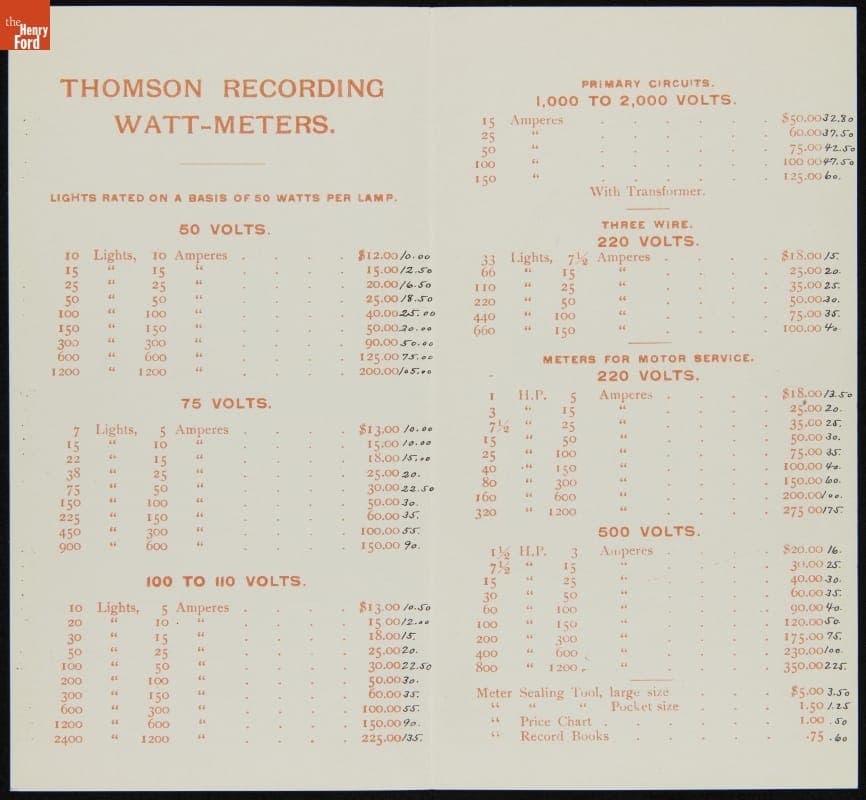 the
Henry
Ford
THOMSON RECORDING
WATT-METERS.
LIGHTS RATED ON A BASIS OF 50 WATTS PER LAMP.
50 VOLTS.
10 Lights, 10 Amperes . . . . $12.00 10.00
15 " 15 " . . . . 15.00 12.50
25 " 25 " . . . . 20.00 16.50
50 " 50 " . . . . 25.00 18.50
100 " 100 " . . . . 40.00 25.00
150 " 150 " . . . . 50.00 30.00
300 " 300 " . . . . 90.00 50.00
600 " 600 " . . . . 125.00 75.00
1200 " 1200 " . . . . 200.00 105.00
75 VOLTS.
7 Lights, 5 Amperes . . . . $13.00 10.00
15 " 10 " . . . . 15.00 10.00
22 " 15 " . . . . 18.00 15.00
38 " 25 " . . . . 25.00 20.
75 " 50 " . . . . 30.00 22.50
150 " 100 " . . . . 50.00 30.
225 " 150 " . . . . 60.00 35.
450 " 300 " . . . . 100.00 55.
900 " 600 " . . . . 150.00 90.
100 TO 110 VOLTS.
10 Lights, 5 Amperes . . . . $13.00 10.50
20 " 10 " . . . . 15 00 12.00
30 " 15 " . . . . 18.00 15.
50 " 25 " . . . . 25.00 20.
100 " 50 " . . . . 30.00 22.50
200 " 100 " . . . . 50.00 30.
300 " 150 " . . . . 60.00 35.
600 " 300 " . . . . 100.00 55.
1200 " 600 " . . . . 150.00 90.
2400 " 1200 " . . . . 225.00 135.
PRIMARY CIRCUITS.
1,000 TO 2,000 VOLTS.
15 Amperes . . . . . . $50.00 32.80
25 " . . . . . . 60.00 37.50
50 " . . . . . . 75.00 42.50
100 " . . . . . . 100 00 47.50
150 " . . . . . . 125.00 60.
With Transformer.
THREE WIRE.
220 VOLTS.
33 Lights, 7½ Amperes . . . . $18.00 15.
66 " 15 " . . . . 25.00 20.
110 " 25 " . . . . 35.00 25.
220 " 50 " . . . . 50.00 30.
440 " 100 " . . . . 75.00 35.
660 " 150 " . . . . 100.00 40.
METERS FOR MOTOR SERVICE.
220 VOLTS.
1 H.P. 5 Amperes . . . . $18.00 13.50
3 " 15 " . . . . 25.00 20.
7½ " 25 " . . . . 35.00 25.
15 " 50 " . . . . 50.00 30.
25 " 100 " . . . . 75.00 35.
40 " 150 " . . . . 100.00 40.
80 " 300 " . . . . 150.00 60.
160 " 600 " . . . . 200.00 100.
320 " 1200 " . . . . 275 00 175.
500 VOLTS.
1½ H.P. 3 Amperes . . . . $20.00 16.
7½ " 15 " . . . . 30.00 25.
15 " 25 " . . . . 40.00 30.
30 " 50 " . . . . 60.00 35.
60 " 100 " . . . . 90.00 40.
100 " 150 " . . . . 120.00 50.
200 " 300 " . . . . 175.00 75.
400 " 600 " . . . . 230.00 100.
800 " 1200 " . . . . 350.00 225.
Meter Sealing Tool, large size . . . $5.00 3.50
" " " Pocket size . . . 1.50 1.25
" Price Chart . . . . . 1.00 .50
" Record Books . . . . . .75 .60